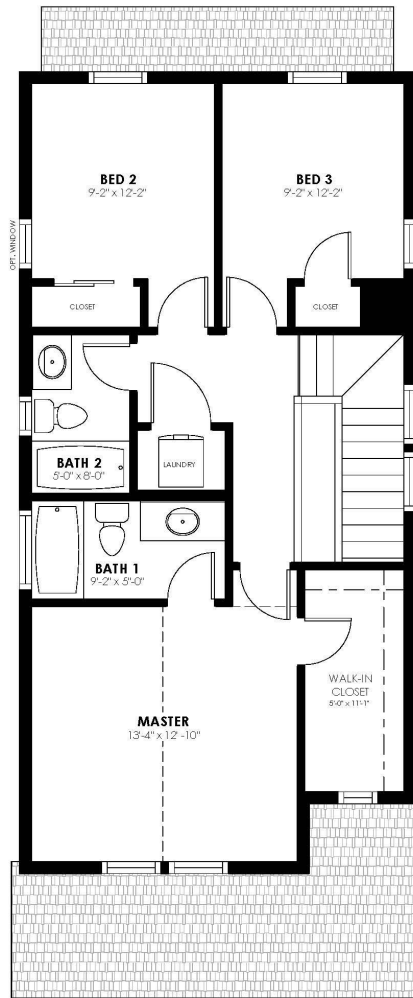 BED 2
9'-2" x 12'-2"
BED 3
9'-2" x 12'-2"
OPT. WINDOW
CLOSET
CLOSET
BATH 2
5'-0" x 8'-0"
LAUNDRY
BATH 1
9'-2" x 5'-0"
WALK-IN
CLOSET
5'-0" x 11'-1"
MASTER
13'-4" x 12' -10"